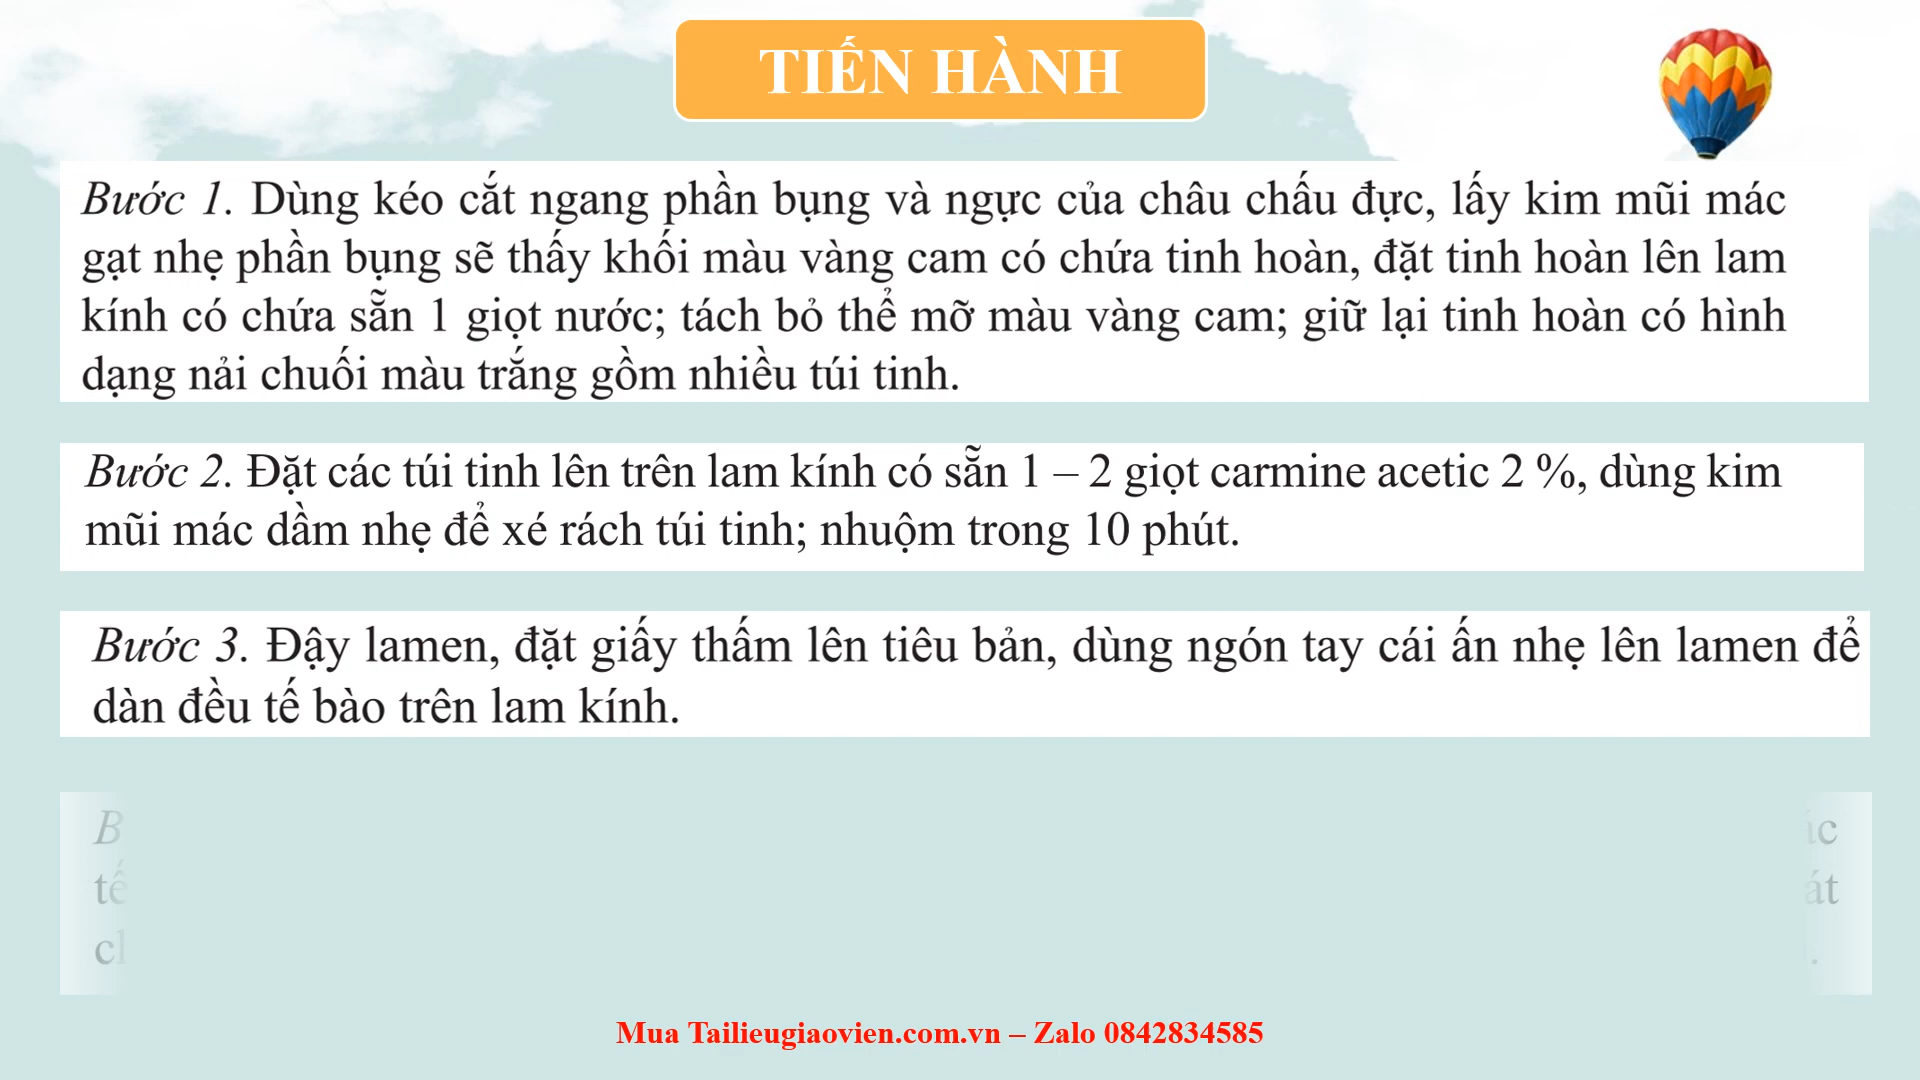 TIẾN HÀNH
Bước 1. Dùng kéo cắt ngang phần bụng và ngực của châu chấu đực, lấy kim mũi mác
gạt nhẹ phần bụng sẽ thấy khối màu vàng cam có chứa tinh hoàn, đặt tinh hoàn lên lam
kính có chứa sẵn 1 giọt nước; tách bỏ thể mỡ màu vàng cam; giữ lại tinh hoàn có hình
dạng nải chuối màu trắng gồm nhiều túi tinh.
Bước 2. Đặt các túi tinh lên trên lam kính có sẵn 1 – 2 giọt carmine acetic 2 %, dùng kim
mũi mác dầm nhẹ để xé rách túi tinh; nhuộm trong 10 phút.
Bước 3. Đậy lamen, đặt giấy thấm lên tiêu bản, dùng ngón tay cái ấn nhẹ lên lamen để
dàn đều tế bào trên lam kính.
Mua Tailieugiaovien.com.vn – Zalo 0842834585